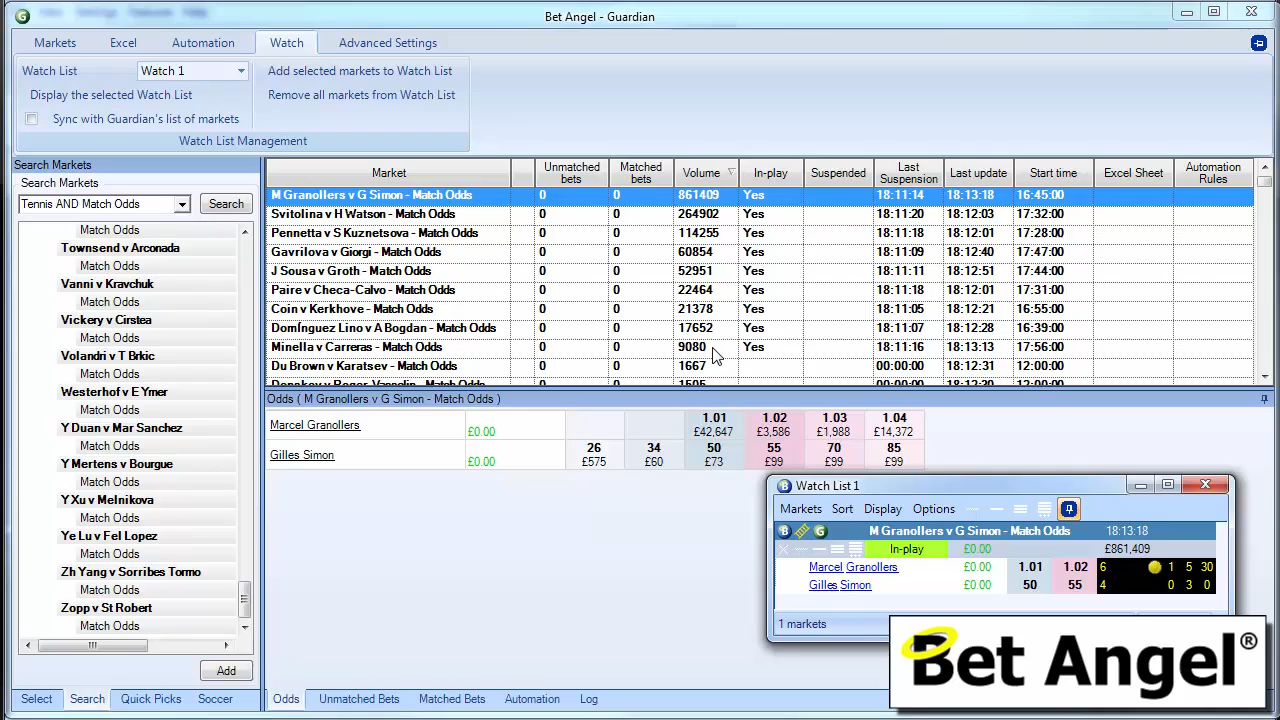 Bet Angel - Guardian
Markets Excel Automation Watch Advanced Settings
Watch List Watch 1 Add selected markets to Watch List
Display the selected Watch List Remove all markets from Watch List
Sync with Guardian's list of markets
Watch List Management
Search Markets
Search Markets
Tennis AND Match Odds Search
Match Odds
Townsend v Arconada
Match Odds
Vanni v Kravchuk
Match Odds
Vickery v Cirstea
Match Odds
Volandri v T Brkic
Match Odds
Westerhof v E Ymer
Match Odds
Y Duan v Mar Sanchez
Match Odds
Y Mertens v Bourgue
Match Odds
Y Xu v Melnikova
Match Odds
Ye Lu v Fei Lopez
Match Odds
Zh Yang v Sorribes Tormo
Match Odds
Zopp v St Robert
Match Odds
Add
Select Search Quick Picks Soccer
Market Unmatched bets Matched bets Volume In-play Suspended Last Suspension Last update Start time Excel Sheet Automation Rules
M Granollers v G Simon - Match Odds 0 0 861409 Yes 18:11:14 18:13:18 16:45:00
Svitolina v H Watson - Match Odds 0 0 264902 Yes 18:11:20 18:12:03 17:32:00
Pennetta v S Kuznetsova - Match Odds 0 0 114255 Yes 18:11:18 18:12:01 17:28:00
Gavrilova v Giorgi - Match Odds 0 0 60854 Yes 18:11:09 18:12:40 17:47:00
J Sousa v Groth - Match Odds 0 0 52951 Yes 18:11:11 18:12:51 17:44:00
Paire v Checa-Calvo - Match Odds 0 0 22464 Yes 18:11:18 18:12:01 17:31:00
Coin v Kerkhove - Match Odds 0 0 21378 Yes 18:11:05 18:12:21 16:55:00
Domínguez Lino v A Bogdan - Match Odds 0 0 17652 Yes 18:11:07 18:12:28 16:39:00
Minella v Carreras - Match Odds 0 0 9080 Yes 18:11:16 18:13:13 17:56:00
Du Brown v Karatsev - Match Odds 0 0 1667 00:00:00 18:12:31 12:00:00
Odds ( M Granollers v G Simon - Match Odds )
Marcel Granollers £0.00 1.01 £42,647 1.02 £3,586 1.03 £1,988 1.04 £14,372
Gilles Simon £0.00 26 £575 34 £60 50 £73 55 £99 70 £99 85 £99
Watch List 1
Markets Sort Display Options
M Granollers v G Simon - Match Odds 18:13:18
In-play £0.00 £861,409
Marcel Granollers £0.00 1.01 1.02 6 1 5 30
Gilles Simon £0.00 50 55 4 0 3 0
1 markets
Bet Angel®
Odds Unmatched Bets Matched Bets Automation Log